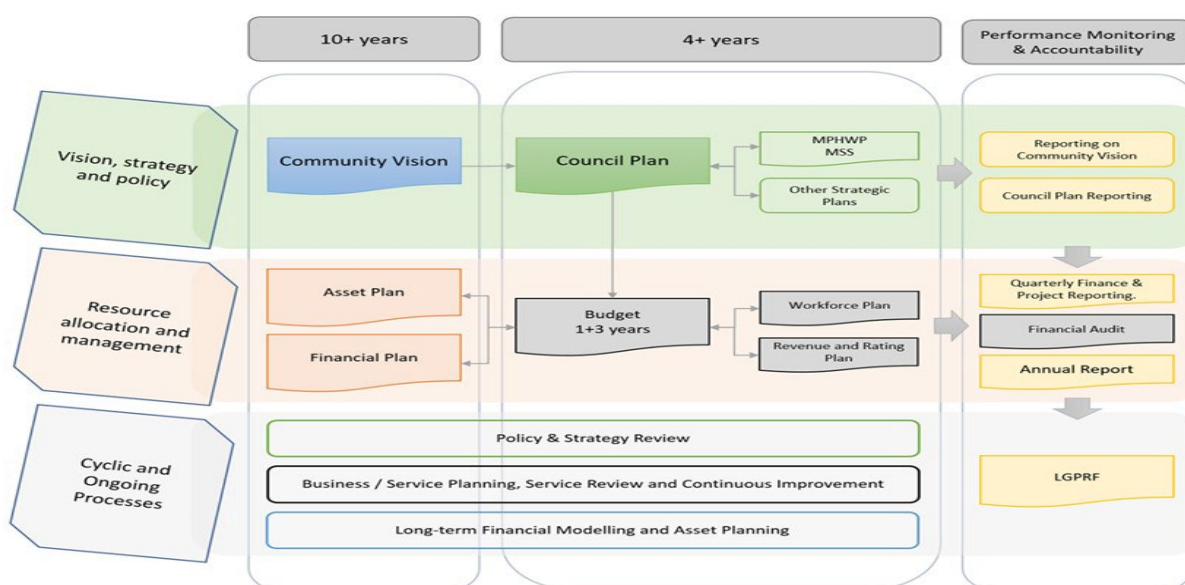 10+ years
4+ years
Performance Monitoring
& Accountability
Vision, strategy
and policy
Community Vision
Council Plan
MPHWP
MSS
Other Strategic
Plans
Reporting on
Community Vision
Council Plan Reporting
Resource
allocation and
management
Asset Plan
Financial Plan
Budget
1+3 years
Workforce Plan
Revenue and Rating
Plan
Quarterly Finance &
Project Reporting.
Financial Audit
Annual Report
Cyclic and
Ongoing
Processes
Policy & Strategy Review
Business / Service Planning, Service Review and Continuous Improvement
Long-term Financial Modelling and Asset Planning
LGPRF